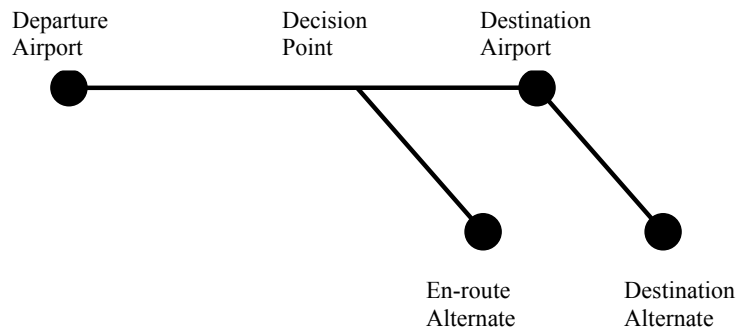 Departure
Airport
Decision
Point
Destination
Airport
En-route
Alternate
Destination
Alternate